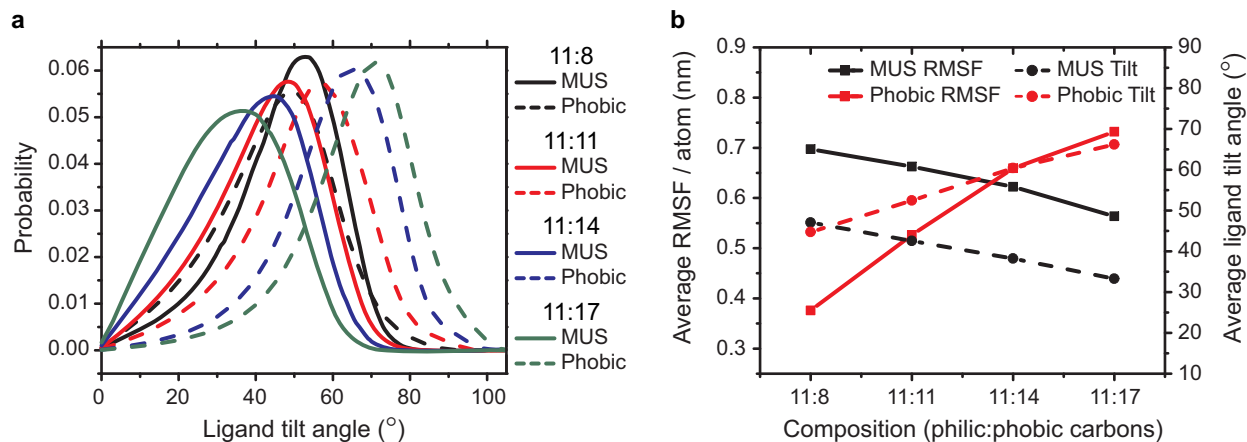 a
0.06
0.05
0.04
0.03
0.02
0.01
0.00
Probability
0
20
40
60
80
100
Ligand tilt angle (°)
11:8
MUS
Phobic
11:11
MUS
Phobic
11:14
MUS
Phobic
11:17
MUS
Phobic
b
0.9
0.8
0.7
0.6
0.5
0.4
0.3
Average RMSF / atom (nm)
MUS RMSF
MUS Tilt
Phobic RMSF
Phobic Tilt
90
80
70
60
50
40
30
20
10
Average ligand tilt angle (°)
11:8
11:11
11:14
11:17
Composition (philic:phobic carbons)